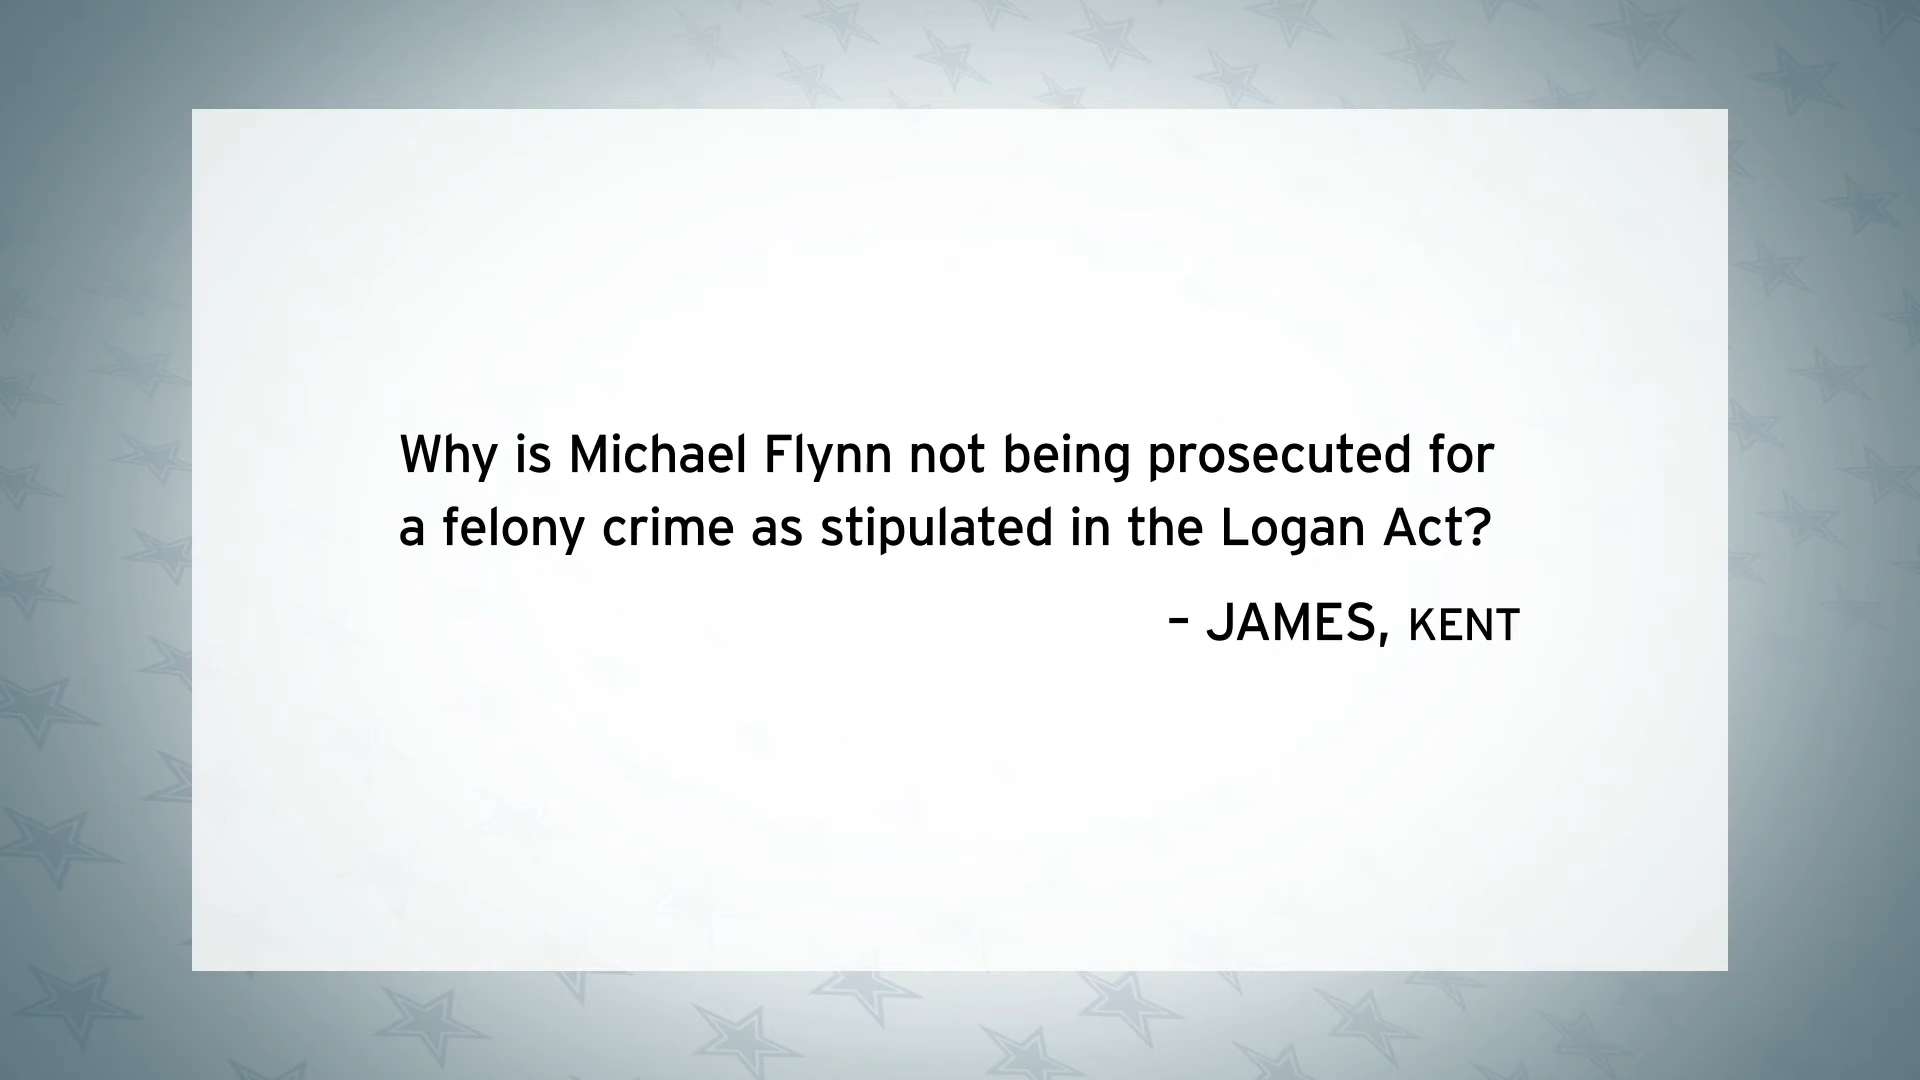 Why is Michael Flynn not being prosecuted for
a felony crime as stipulated in the Logan Act?
– JAMES, KENT